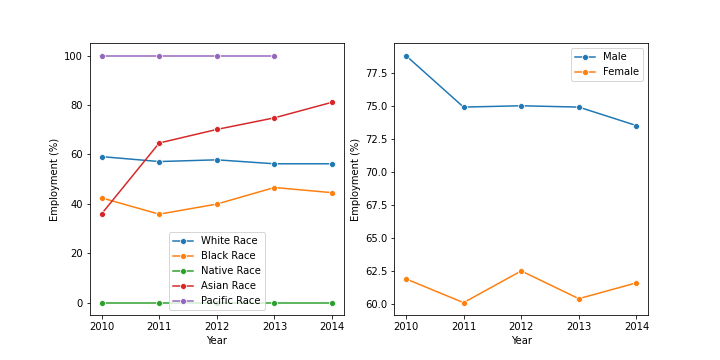 100
80
60
40
20
0
Employment (%)
2010 2011 2012 2013 2014
Year
White Race
Black Race
Native Race
Asian Race
Pacific Race
77.5
75.0
72.5
70.0
67.5
65.0
62.5
60.0
Employment (%)
2010 2011 2012 2013 2014
Year
Male
Female